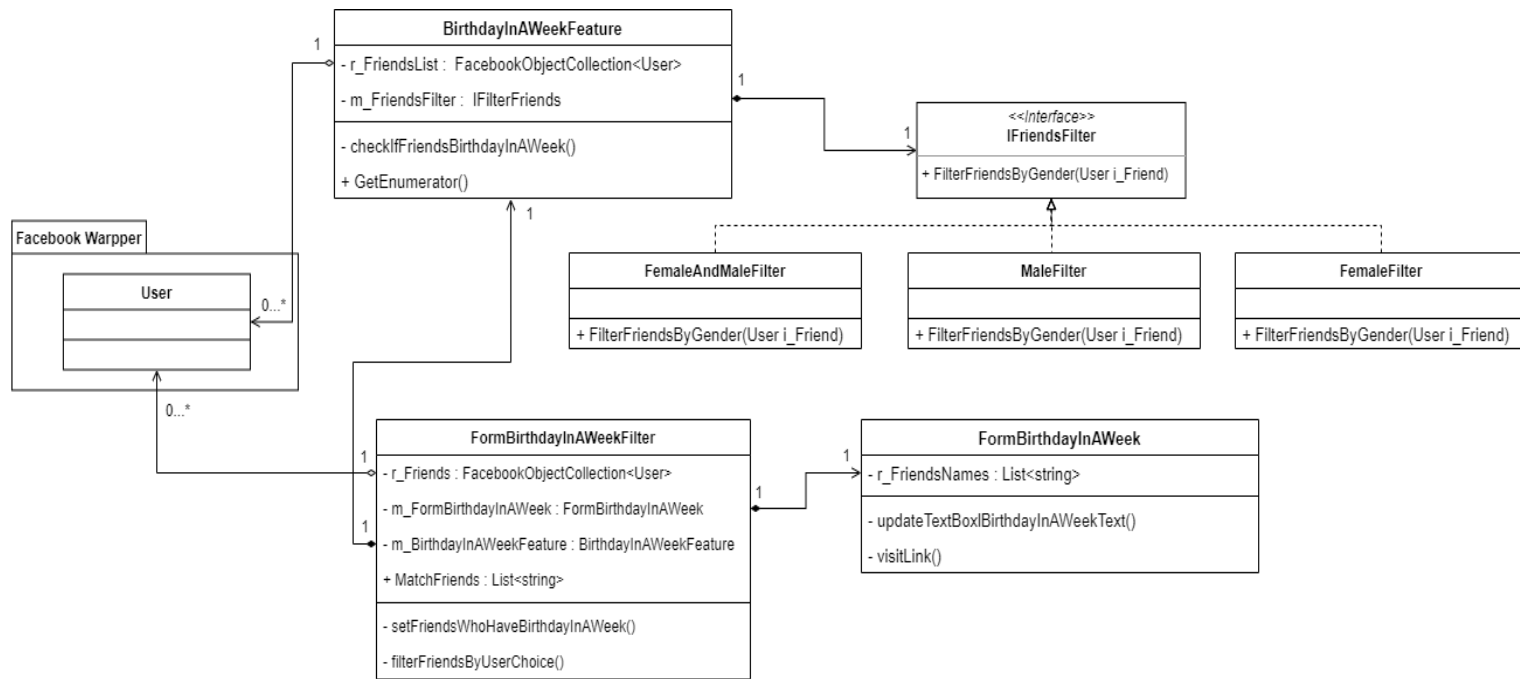 BirthdayInAWeekFeature
- r_FriendsList : FacebookObjectCollection<User>
- m_FriendsFilter : IFilterFriends
- checkIfFriendsBirthdayInAWeek()
+ GetEnumerator()
1
1
1
1
<<Interface>>
IFriendsFilter
+ FilterFriendsByGender(User i_Friend)
Facebook Warpper
User
0...*
0...*
FemaleAndMaleFilter
+ FilterFriendsByGender(User i_Friend)
MaleFilter
+ FilterFriendsByGender(User i_Friend)
FemaleFilter
+ FilterFriendsByGender(User i_Friend)
FormBirthdayInAWeekFilter
- r_Friends : FacebookObjectCollection<User>
- m_FormBirthdayInAWeek : FormBirthdayInAWeek
- m_BirthdayInAWeekFeature : BirthdayInAWeekFeature
+ MatchFriends : List<string>
- setFriendsWhoHaveBirthdayInAWeek()
- filterFriendsByUserChoice()
1
1
1
1
FormBirthdayInAWeek
- r_FriendsNames : List<string>
- updateTextBoxlBirthdayInAWeekText()
- visitLink()